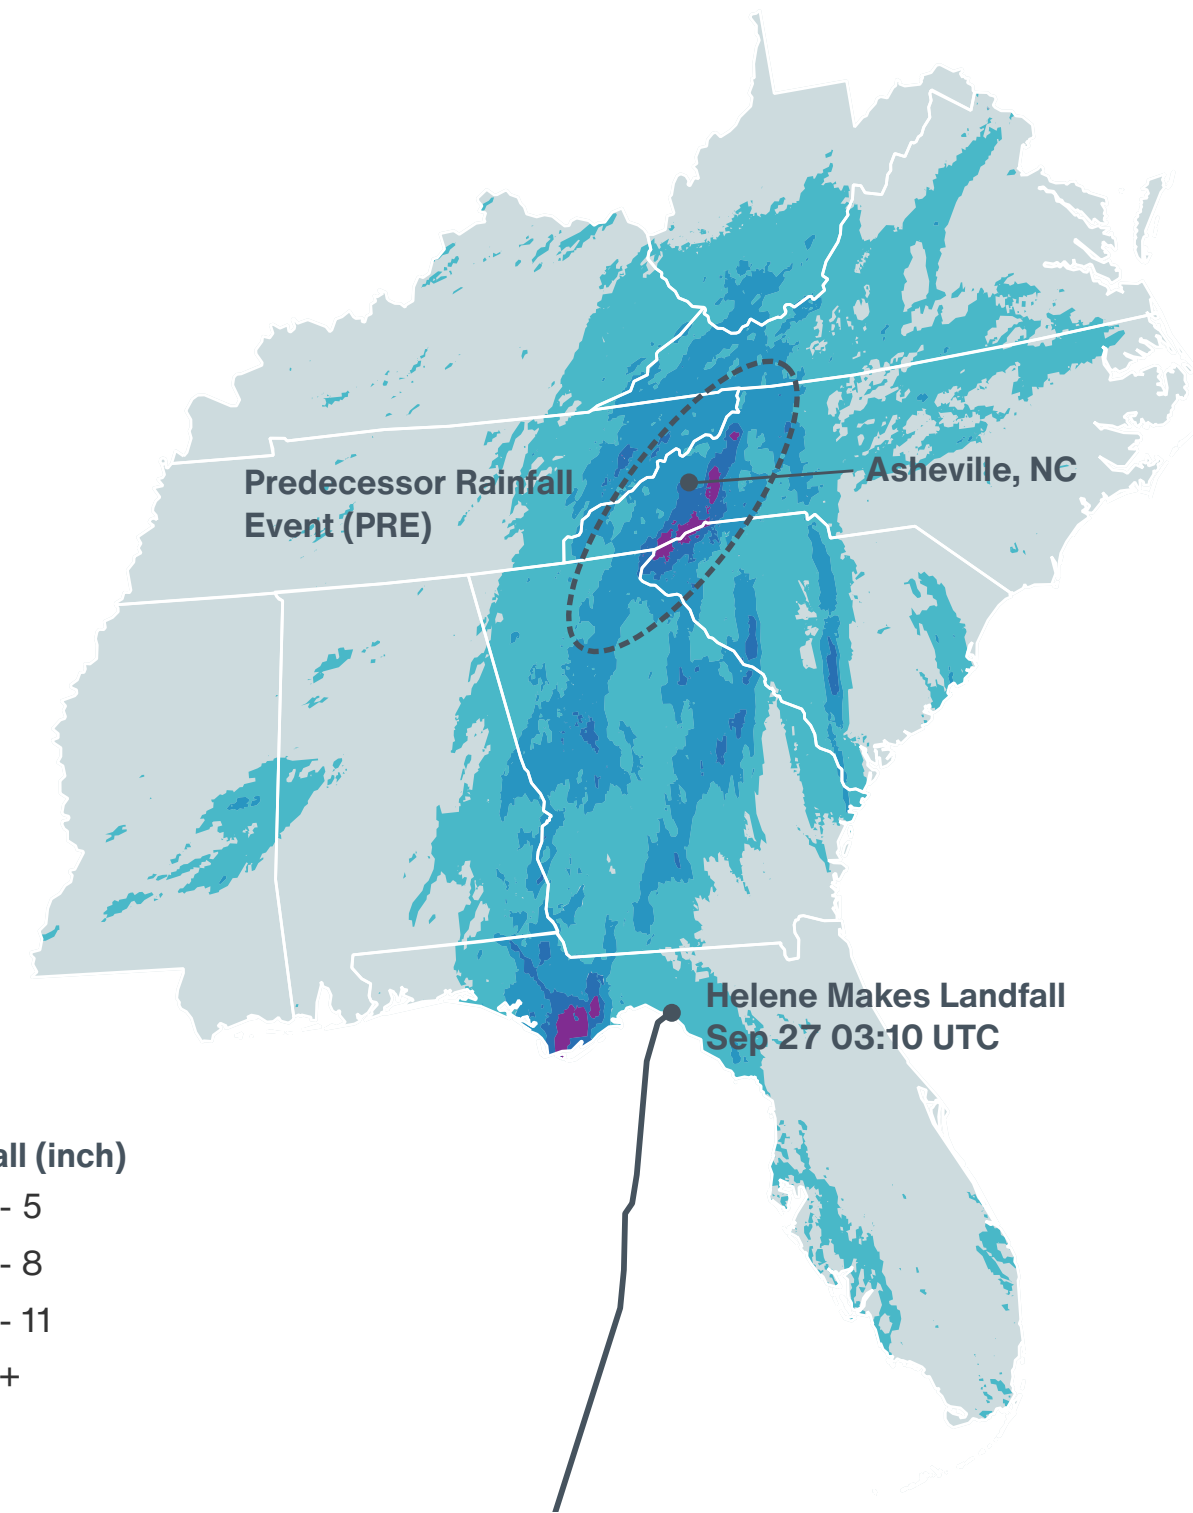 Predecessor Rainfall
Event (PRE)
Asheville, NC
Helene Makes Landfall
Sep 27 03:10 UTC
all (inch)
- 5
- 8
- 11
+